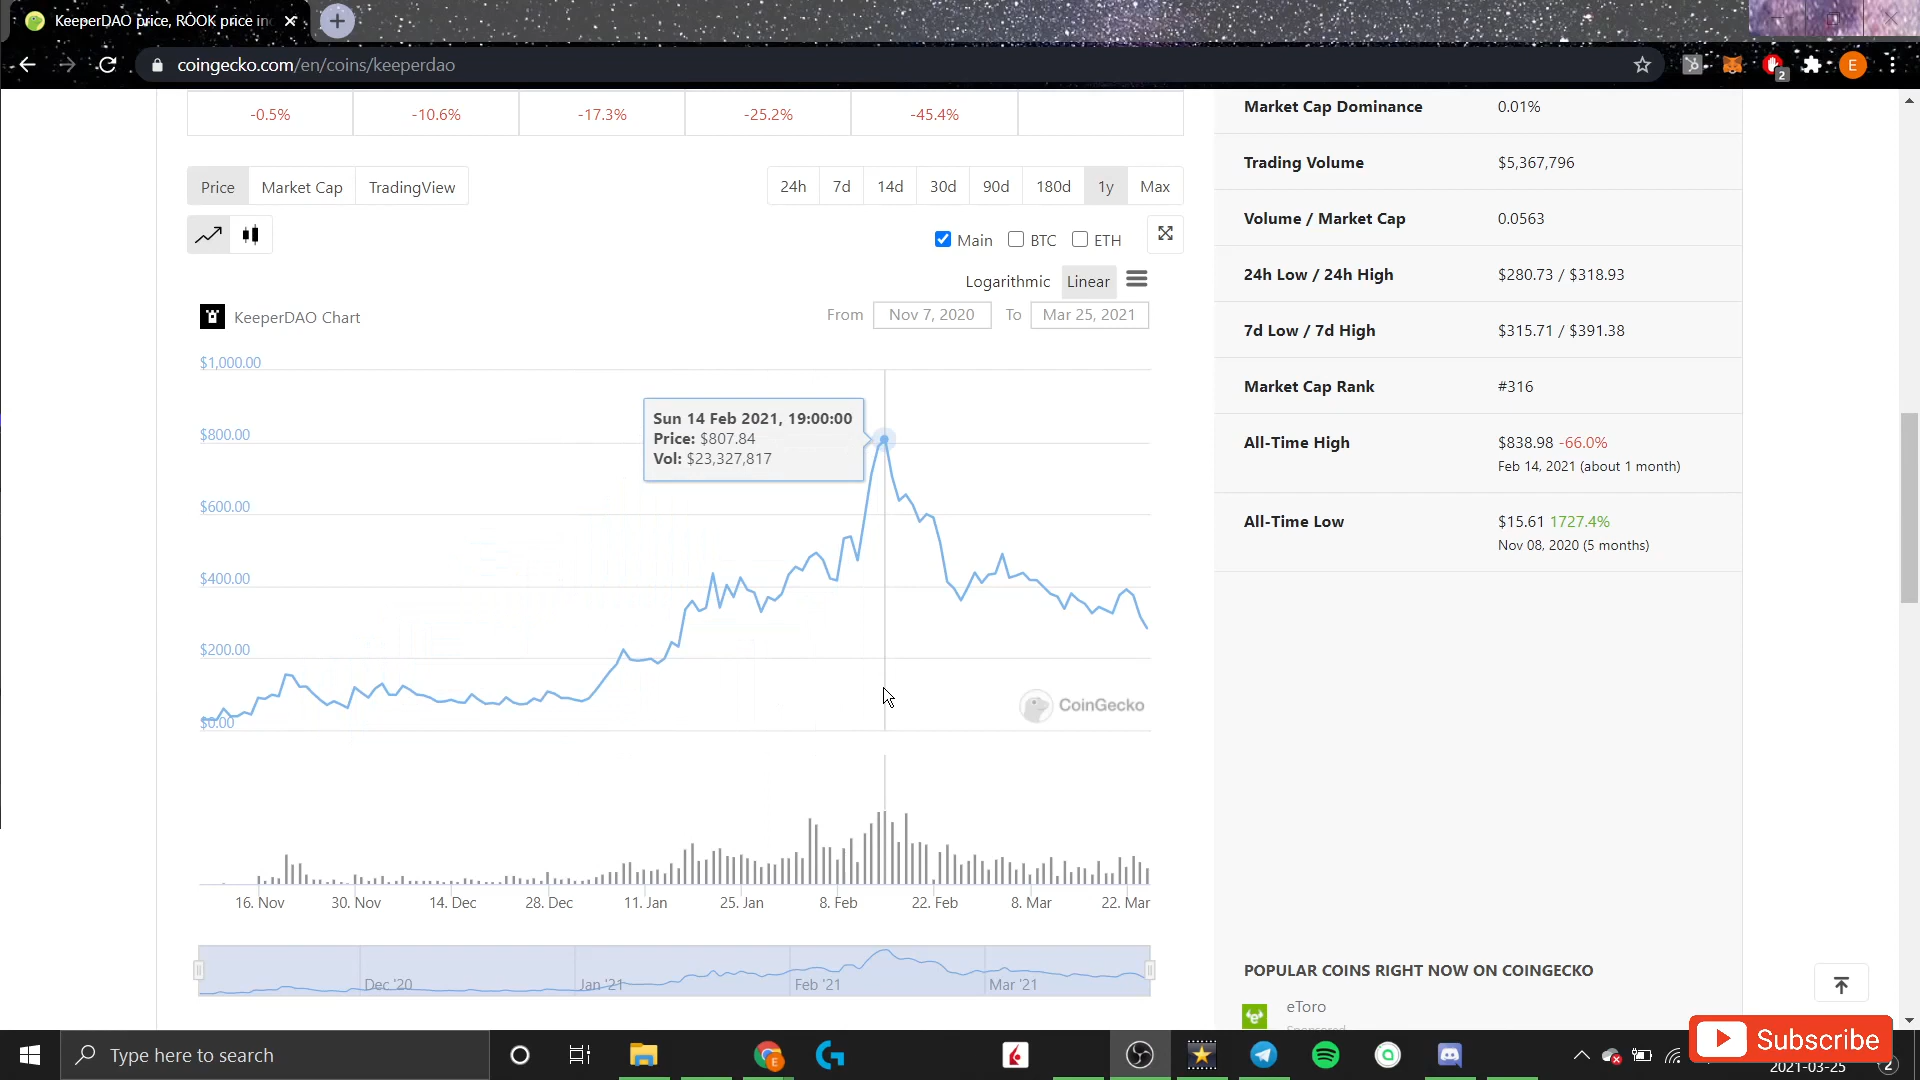 KeeperDAO price, ROOK price in
coingecko.com/en/coins/keeperdao
E
2
-0.5% -10.6% -17.3% -25.2% -45.4%
Price Market Cap TradingView
24h 7d 14d 30d 90d 180d 1y Max
Main BTC ETH
Logarithmic Linear
KeeperDAO Chart
From Nov 7, 2020 To Mar 25, 2021
$1,000.00
$800.00
$600.00
$400.00
$200.00
$0.00
Sun 14 Feb 2021, 19:00:00
Price: $807.84
Vol: $23,327,817
CoinGecko
16. Nov 30. Nov 14. Dec 28. Dec 11. Jan 25. Jan 8. Feb 22. Feb 8. Mar 22. Mar
Dec '20 Jan '21 Feb '21 Mar '21
Market Cap Dominance 0.01%
Trading Volume $5,367,796
Volume / Market Cap 0.0563
24h Low / 24h High $280.73 / $318.93
7d Low / 7d High $315.71 / $391.38
Market Cap Rank #316
All-Time High $838.98 -66.0%
Feb 14, 2021 (about 1 month)
All-Time Low $15.61 1727.4%
Nov 08, 2020 (5 months)
POPULAR COINS RIGHT NOW ON COINGECKO
eToro
Sponsored
Subscribe
Type here to search
E
2021-03-25
2